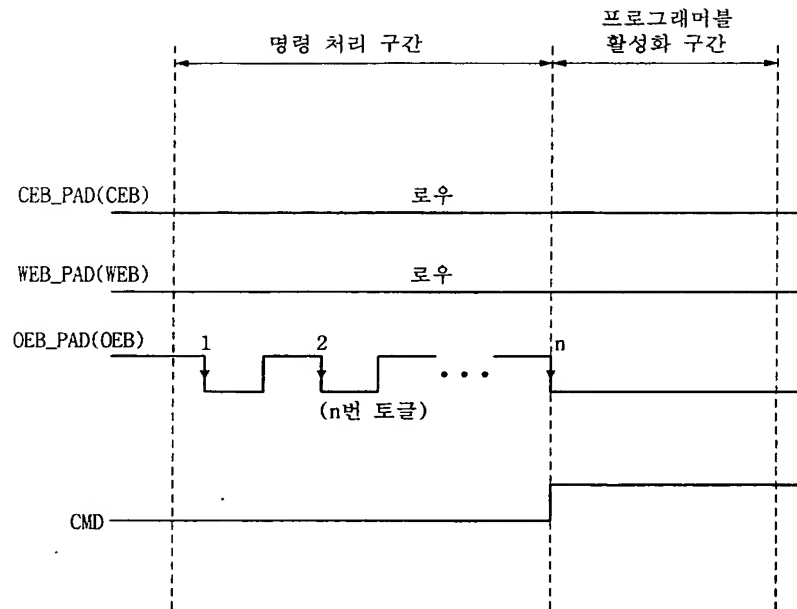 프로그래머블
명령 처리 구간
활성화 구간
CEB_PAD(CEB)
로우
WEB_PAD(WEB)
로우
OEB_PAD(OEB)
1
2
n
(n번 토글)
CMD